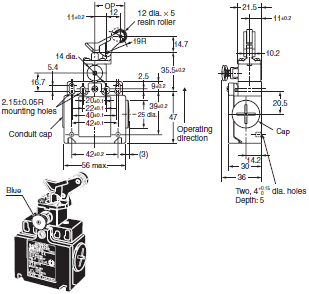 OP
12
11±0.2
12 dia. × 5
resin roller
19R
14.7
14 dia.
5.4
35.5±0.2
2.5
9±0.2
16.7
2.15±0.05R
mounting holes
20±0.1
22±0.1
40±0.1
42±0.1
39±0.2
25 dia.
47
Conduit cap
Operating
direction
42±0.2
(3)
56 max.
21.5
11±0.2
10.2
20.5
Cap
14.2
30
36
Two, 4 +0.15 0 dia. holes
Depth: 5
Blue